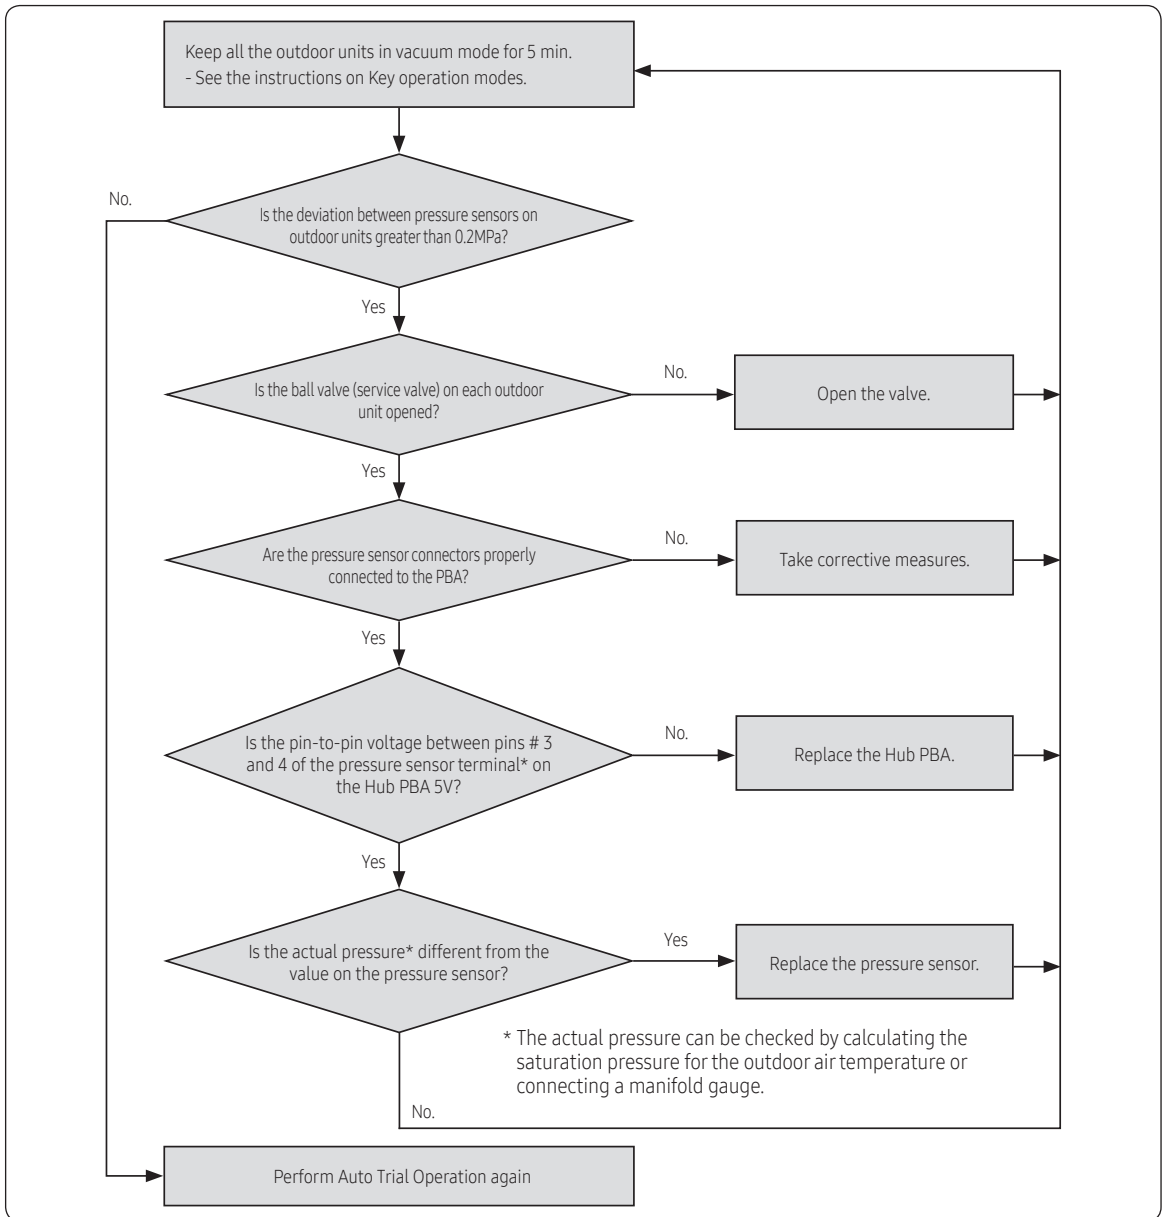 Keep all the outdoor units in vacuum mode for 5 min.
- See the instructions on Key operation modes.
No.
Is the deviation between pressure sensors on
outdoor units greater than 0.2MPa?
Yes
Is the ball valve (service valve) on each outdoor
unit opened?
No.
Open the valve.
Yes
Are the pressure sensor connectors properly
connected to the PBA?
No.
Take corrective measures.
Yes
Is the pin-to-pin voltage between pins # 3
and 4 of the pressure sensor terminal* on
the Hub PBA 5V?
No.
Replace the Hub PBA.
Yes
Is the actual pressure* different from the
value on the pressure sensor?
Yes
Replace the pressure sensor.
* The actual pressure can be checked by calculating the
saturation pressure for the outdoor air temperature or
connecting a manifold gauge.
No.
Perform Auto Trial Operation again